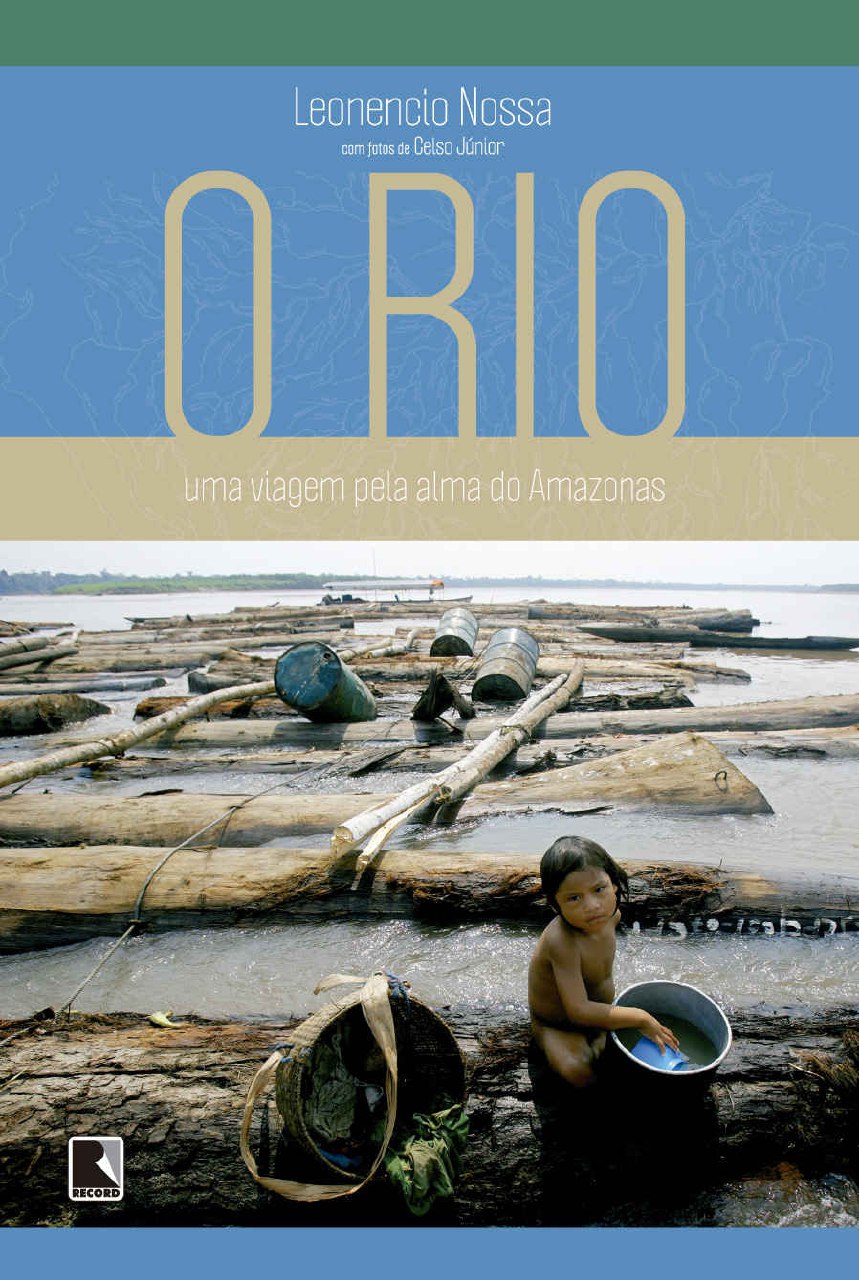 Leonencio Nossa
com fotos de Celso Júnior
O RIO
uma viagem pela alma do Amazonas
RECORD